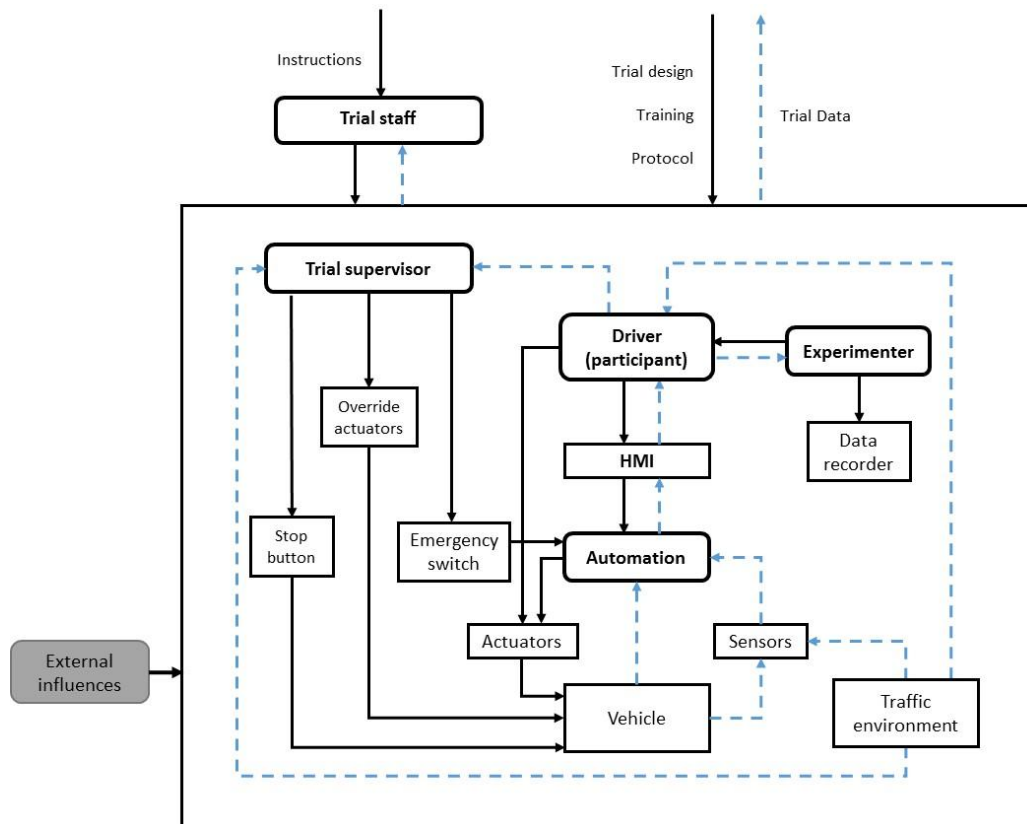 Instructions
Trial staff
Trial design
Training
Protocol
Trial Data
Trial supervisor
Driver
(participant)
Experimenter
Override
actuators
Data
recorder
HMI
Stop
button
Emergency
switch
Automation
Actuators
Sensors
External
influences
Vehicle
Traffic
environment